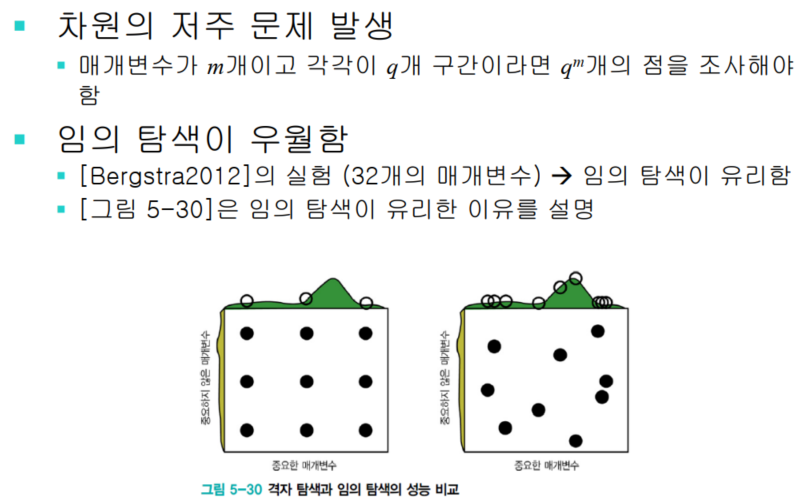 차원의 저주 문제 발생
매개변수가 m개이고 각각이 q개 구간이라면 qᵐ개의 점을 조사해야
함
임의 탐색이 우월함
[Bergstra2012]의 실험 (32개의 매개변수) → 임의 탐색이 유리함
[그림 5-30]은 임의 탐색이 유리한 이유를 설명
중요하지 않은 매개변수
중요한 매개변수
중요하지 않은 매개변수
중요한 매개변수
그림 5-30 격자 탐색과 임의 탐색의 성능 비교